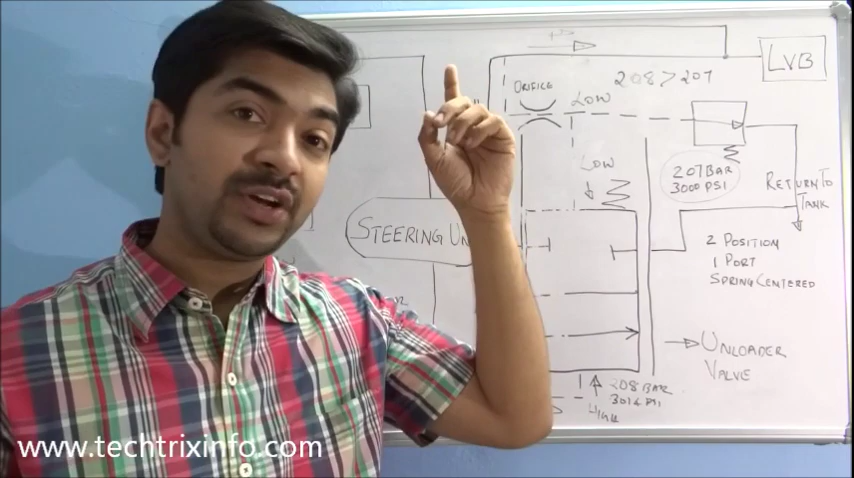 LVB
ORIFICE
LOW
208 > 207
LOW
207 BAR
3000 PSI
RETURN TO
TANK
STEERING UN
2 POSITION
1 PORT
SPRING CENTERED
UNLOADER
VALVE
208 BAR
3016 PSI
HIGH
www.techtrixinfo.com